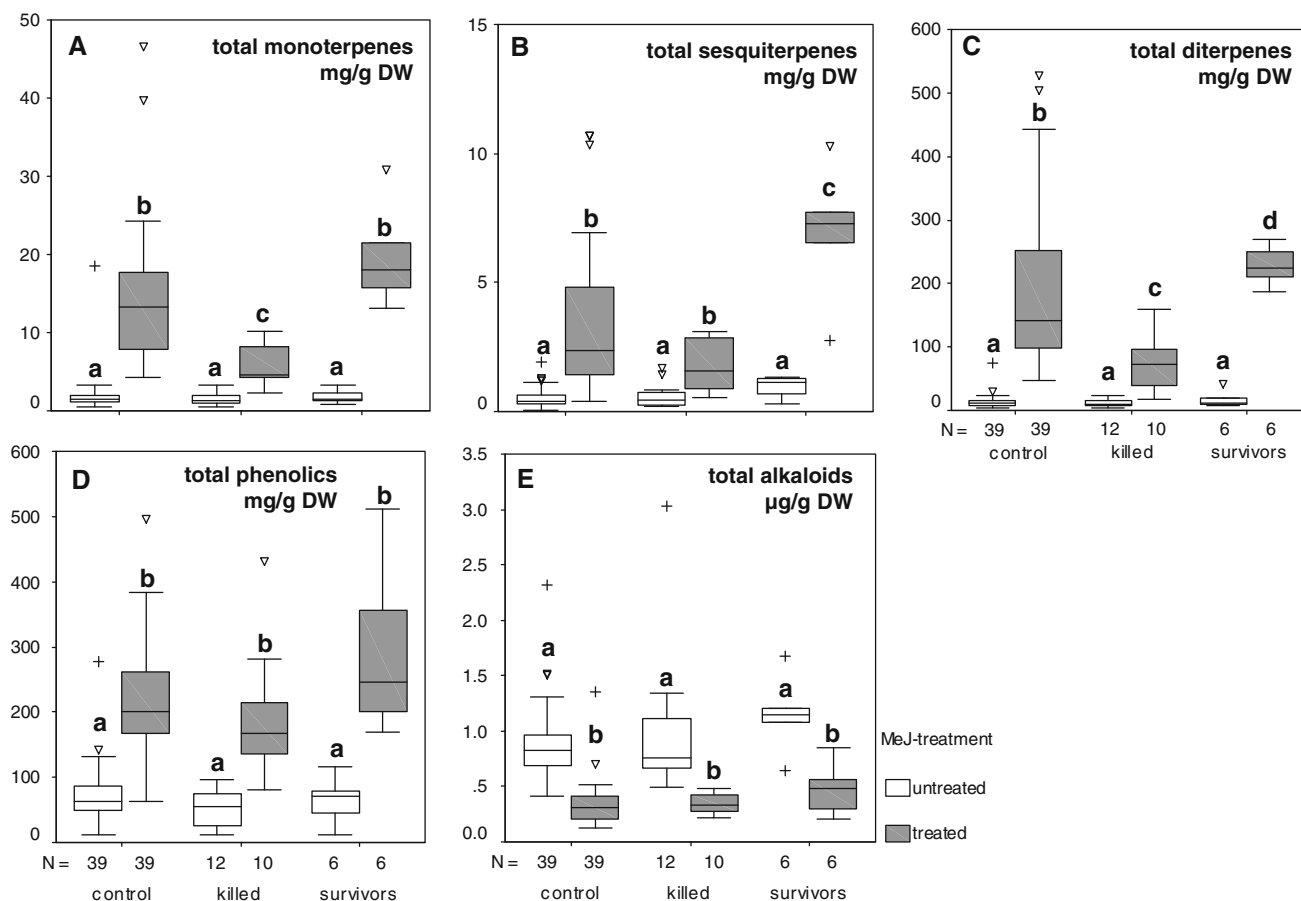 A
total monoterpenes
mg/g DW
50
40
30
20
10
0
a
b
a
c
a
b
B
total sesquiterpenes
mg/g DW
15
10
5
0
a
b
a
b
a
c
C
total diterpenes
mg/g DW
600
500
400
300
200
100
0
a
b
a
c
a
d
N = 39 39 12 10 6 6
control killed survivors
D
total phenolics
mg/g DW
600
500
400
300
200
100
0
a
b
a
b
a
b
N = 39 39 12 10 6 6
control killed survivors
E
total alkaloids
µg/g DW
3.5
3.0
2.5
2.0
1.5
1.0
.5
0.0
a
b
a
b
a
b
N = 39 39 12 10 6 6
control killed survivors
MeJ-treatment
untreated
treated